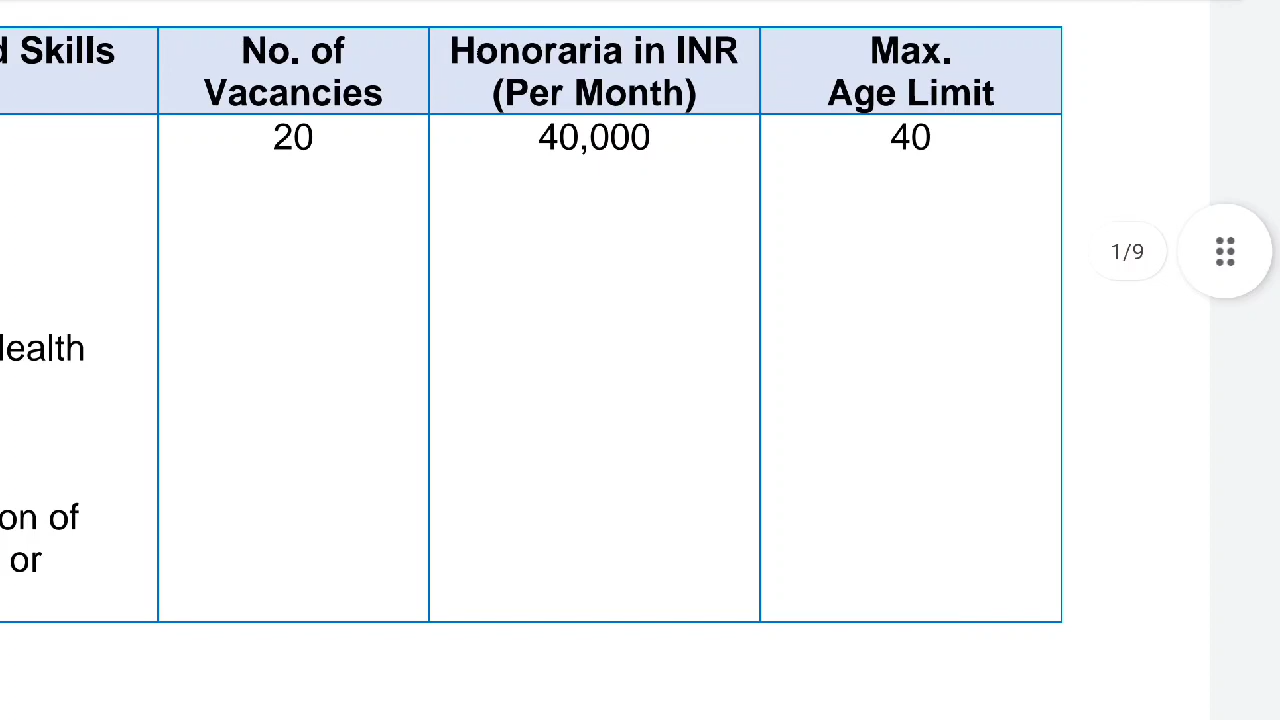 Skills
No. of
Vacancies
Honoraria in INR
(Per Month)
Max.
Age Limit
20
40,000
40
1/9
on of
or